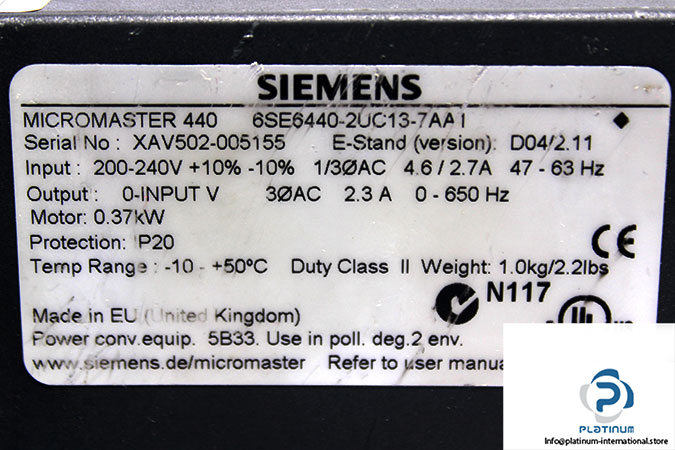 SIEMENS
MICROMASTER 440 6SE6440-2UC13-7AA1
Serial No : XAV502-005155 E-Stand (version): D04/2.11
Input : 200-240V +10% -10% 1/3ØAC 4.6 / 2.7A 47 - 63 Hz
Output : 0-INPUT V 3ØAC 2.3 A 0 - 650 Hz
Motor: 0.37kW
Protection: IP20
Temp Range : -10 - +50°C Duty Class II Weight: 1.0kg/2.2lbs
CE
N117
Made in EU (United Kingdom)
UL
Power conv.equip. 5B33. Use in poll. deg.2 env.
www.siemens.de/micromaster Refer to user manua
PLATINUM
Info@platinum-international.store